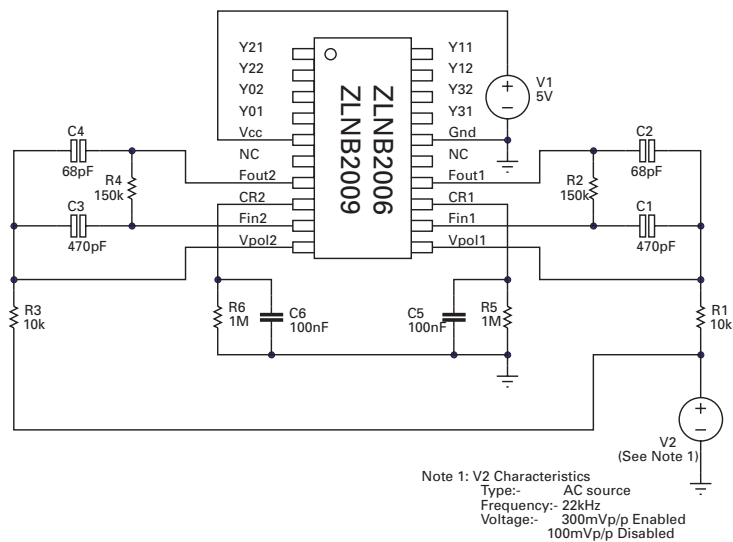 Y21
Y22
Y02
Y01
Vcc
NC
Fout2
CR2
Fin2
Vpol2
ZLNB2009
ZLNB2006
Y11
Y12
Y32
Y31
Gnd
NC
Fout1
CR1
Fin1
Vpol1
V1
5V
C4
68pF
R4
150k
C3
470pF
R3
10k
R6
1M
C6
100nF
C5
100nF
R5
1M
C2
68pF
R2
150k
C1
470pF
R1
10k
V2
(See Note 1)
Note 1: V2 Characteristics
Type:- AC source
Frequency:- 22kHz
Voltage:- 300mVp/p Enabled
100mVp/p Disabled